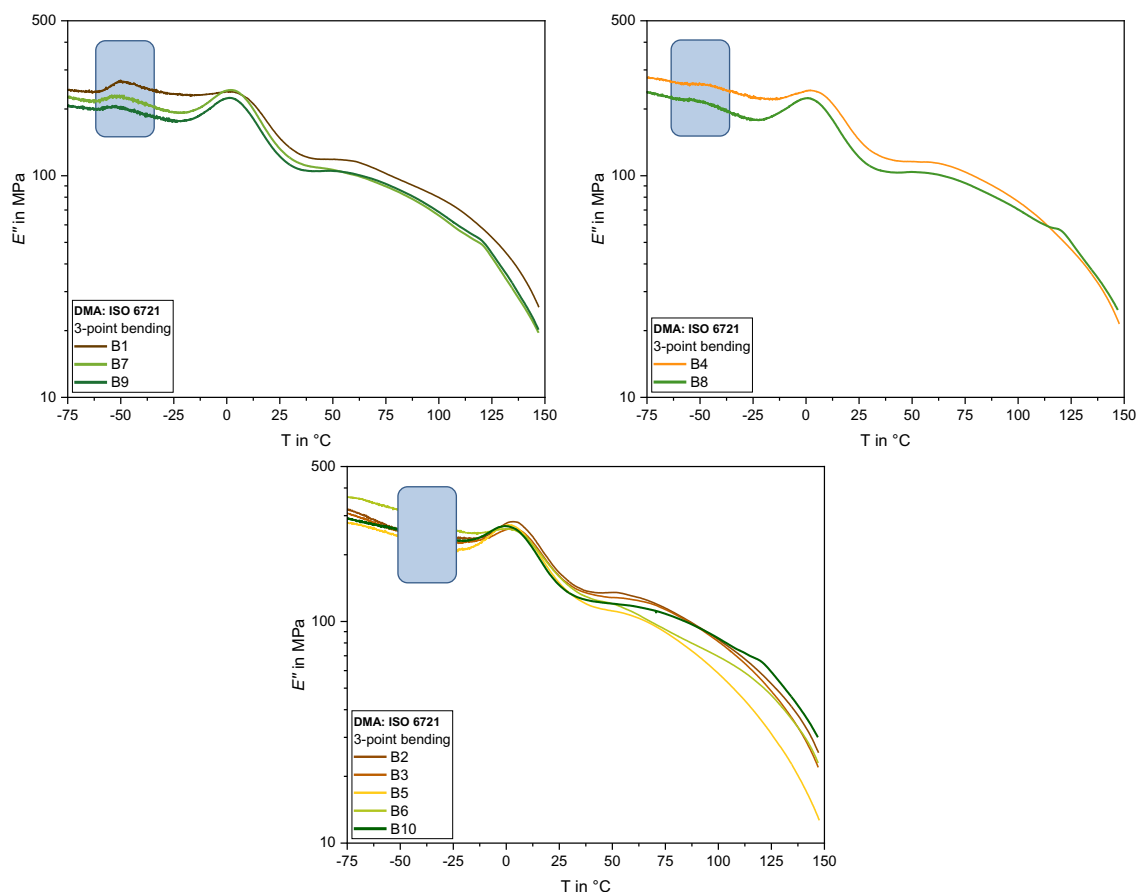 500
100
10
E" in MPa
DMA: ISO 6721
3-point bending
B1
B7
B9
-75 -50 -25 0 25 50 75 100 125 150
T in °C
500
100
10
E" in MPa
DMA: ISO 6721
3-point bending
B4
B8
-75 -50 -25 0 25 50 75 100 125 150
T in °C
500
100
10
E" in MPa
DMA: ISO 6721
3-point bending
B2
B3
B5
B6
B10
-75 -50 -25 0 25 50 75 100 125 150
T in °C